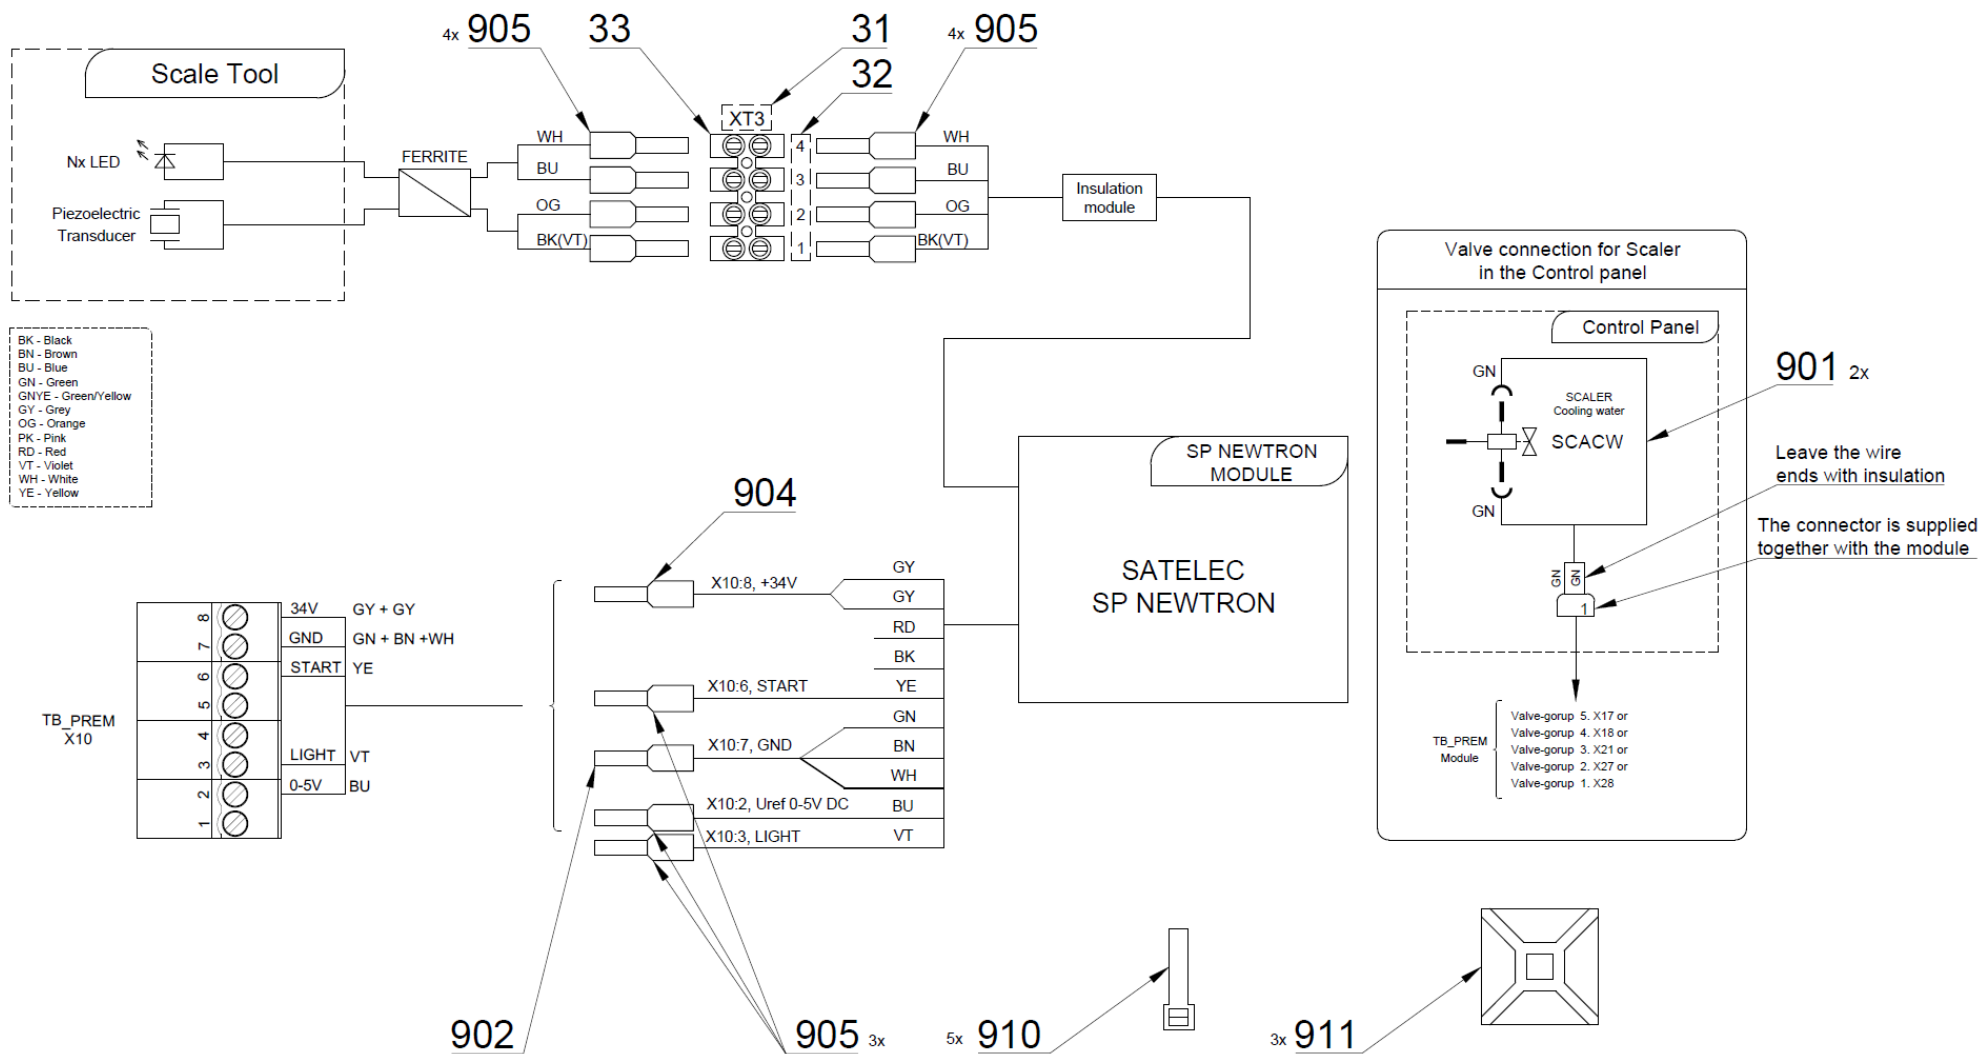 4x 905
33
31
4x 905
32
Scale Tool
XT3
Nx LED
Piezoelectric
Transducer
FERRITE
WH
BU
OG
BK(VT)
4
3
2
1
WH
BU
OG
BK(VT)
Insulation
module
BK - Black
BN - Brown
BU - Blue
GN - Green
GNYE - Green/Yellow
GY - Grey
OG - Orange
PK - Pink
RD - Red
VT - Violet
WH - White
YE - Yellow
Valve connection for Scaler
in the Control panel
Control Panel
GN
SCALER
Cooling water
SCACW
GN
901 2x
Leave the wire
ends with insulation
The connector is supplied
together with the module
GN
GN
1
TB_PREM
Module
Valve-gorup 5. X17 or
Valve-gorup 4. X18 or
Valve-gorup 3. X21 or
Valve-gorup 2. X27 or
Valve-gorup 1. X28
SP NEWTRON
MODULE
SATELEC
SP NEWTRON
904
X10:8, +34V
GY
GY
RD
BK
X10:6, START
YE
GN
X10:7, GND
BN
WH
X10:2, Uref 0-5V DC
BU
X10:3, LIGHT
VT
TB_PREM
X10
8
7
6
5
4
3
2
1
34V GY + GY
GND GN + BN +WH
START YE
LIGHT VT
0-5V BU
902
905 3x
5x 910
3x 911